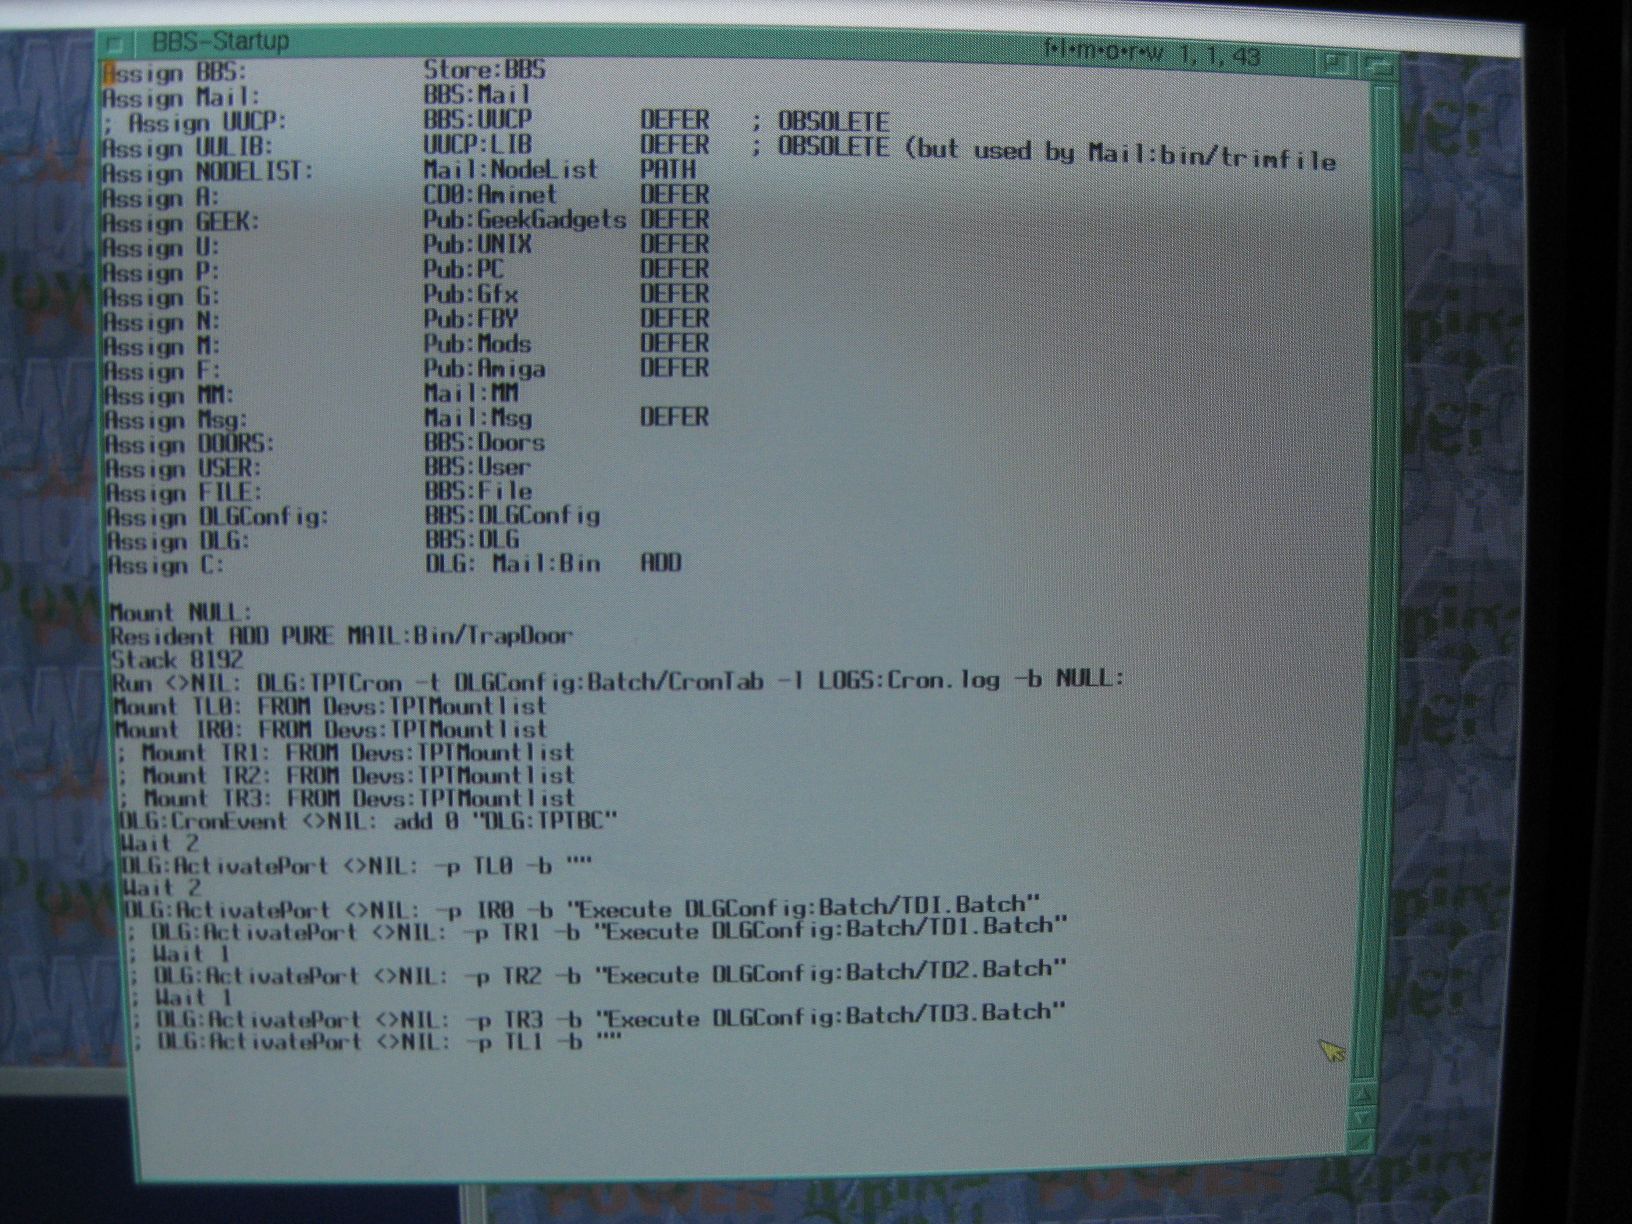 BBS-Startup f·l·m·o·r·w 1, 1, 43
Assign BBS: Store:BBS
Assign Mail: BBS:Mail
; Assign UUCP: BBS:UUCP DEFER ; OBSOLETE
Assign UULIB: UUCP:LIB DEFER ; OBSOLETE (but used by Mail:bin/trimfile
Assign NODELIST: Mail:NodeList PATH
Assign A: CD0:Aminet DEFER
Assign GEEK: Pub:GeekGadgets DEFER
Assign U: Pub:UNIX DEFER
Assign P: Pub:PC DEFER
Assign G: Pub:Gfx DEFER
Assign N: Pub:FBY DEFER
Assign M: Pub:Mods DEFER
Assign F: Pub:Amiga DEFER
Assign MM: Mail:MM
Assign Msg: Mail:Msg DEFER
Assign DOORS: BBS:Doors
Assign USER: BBS:User
Assign FILE: BBS:File
Assign DLGConfig: BBS:DLGConfig
Assign DLG: BBS:DLG
Assign C: DLG: Mail:Bin ADD
Mount NULL:
Resident ADD PURE MAIL:Bin/TrapDoor
Stack 8192
Run <>NIL: DLG:TPTCron -t DLGConfig:Batch/CronTab -l LOGS:Cron.log -b NULL:
Mount TL0: FROM Devs:TPTMountlist
Mount IR0: FROM Devs:TPTMountlist
; Mount TR1: FROM Devs:TPTMountlist
; Mount TR2: FROM Devs:TPTMountlist
; Mount TR3: FROM Devs:TPTMountlist
DLG:CronEvent <>NIL: add 0 "DLG:TPTBC"
Wait 2
DLG:ActivatePort <>NIL: -p TL0 -b ""
Wait 2
DLG:ActivatePort <>NIL: -p IR0 -b "Execute DLGConfig:Batch/TDI.Batch"
; DLG:ActivatePort <>NIL: -p TR1 -b "Execute DLGConfig:Batch/TD1.Batch"
; Wait 1
; DLG:ActivatePort <>NIL: -p TR2 -b "Execute DLGConfig:Batch/TD2.Batch"
; Wait 1
; DLG:ActivatePort <>NIL: -p TR3 -b "Execute DLGConfig:Batch/TD3.Batch"
; DLG:ActivatePort <>NIL: -p TL1 -b ""
POWER